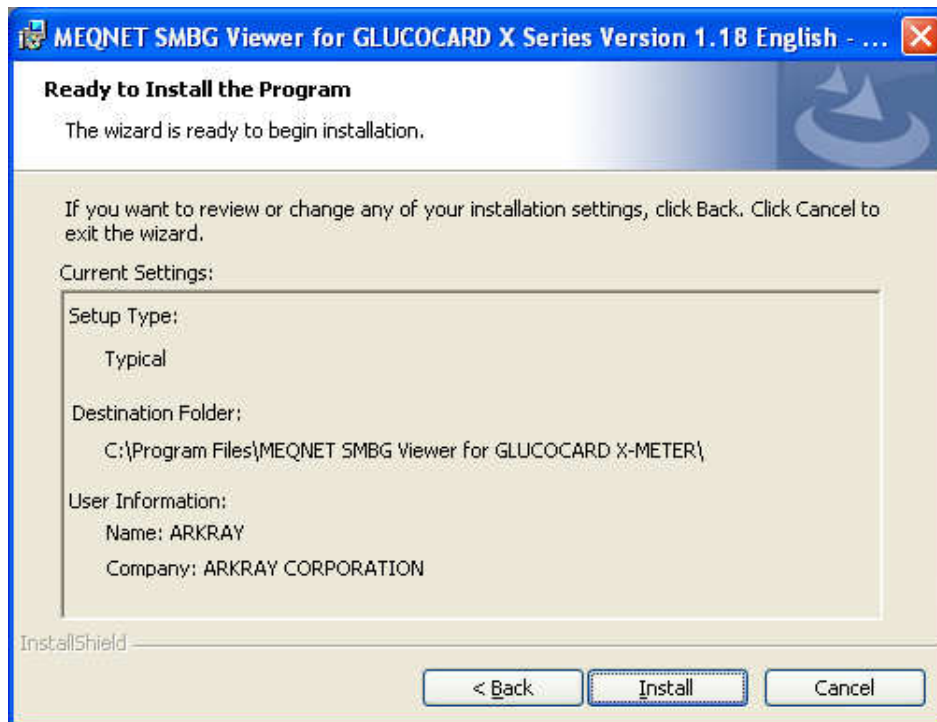 MEQNET SMBG Viewer for GLUCOCARD X Series Version 1.18 English - ...
Ready to Install the Program
The wizard is ready to begin installation.
If you want to review or change any of your installation settings, click Back. Click Cancel to
exit the wizard.
Current Settings:
Setup Type:
Typical
Destination Folder:
C:\Program Files\MEQNET SMBG Viewer for GLUCOCARD X-METER\
User Information:
Name: ARKRAY
Company: ARKRAY CORPORATION
InstallShield
< Back
Install
Cancel